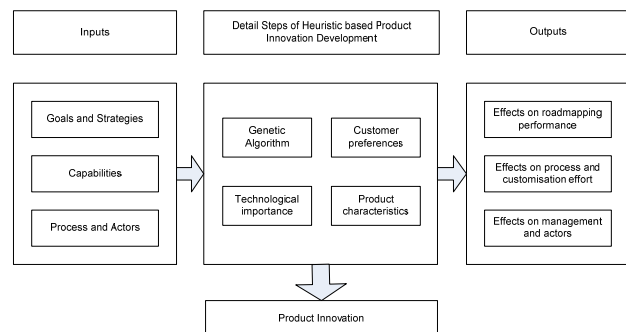 Inputs
Detail Steps of Heuristic based Product
Innovation Development
Outputs
Goals and Strategies
Capabilities
Process and Actors
Genetic
Algorithm
Customer
preferences
Technological
importance
Product
characteristics
Effects on roadmapping
performance
Effects on process and
customisation effort
Effects on management
and actors
Product Innovation